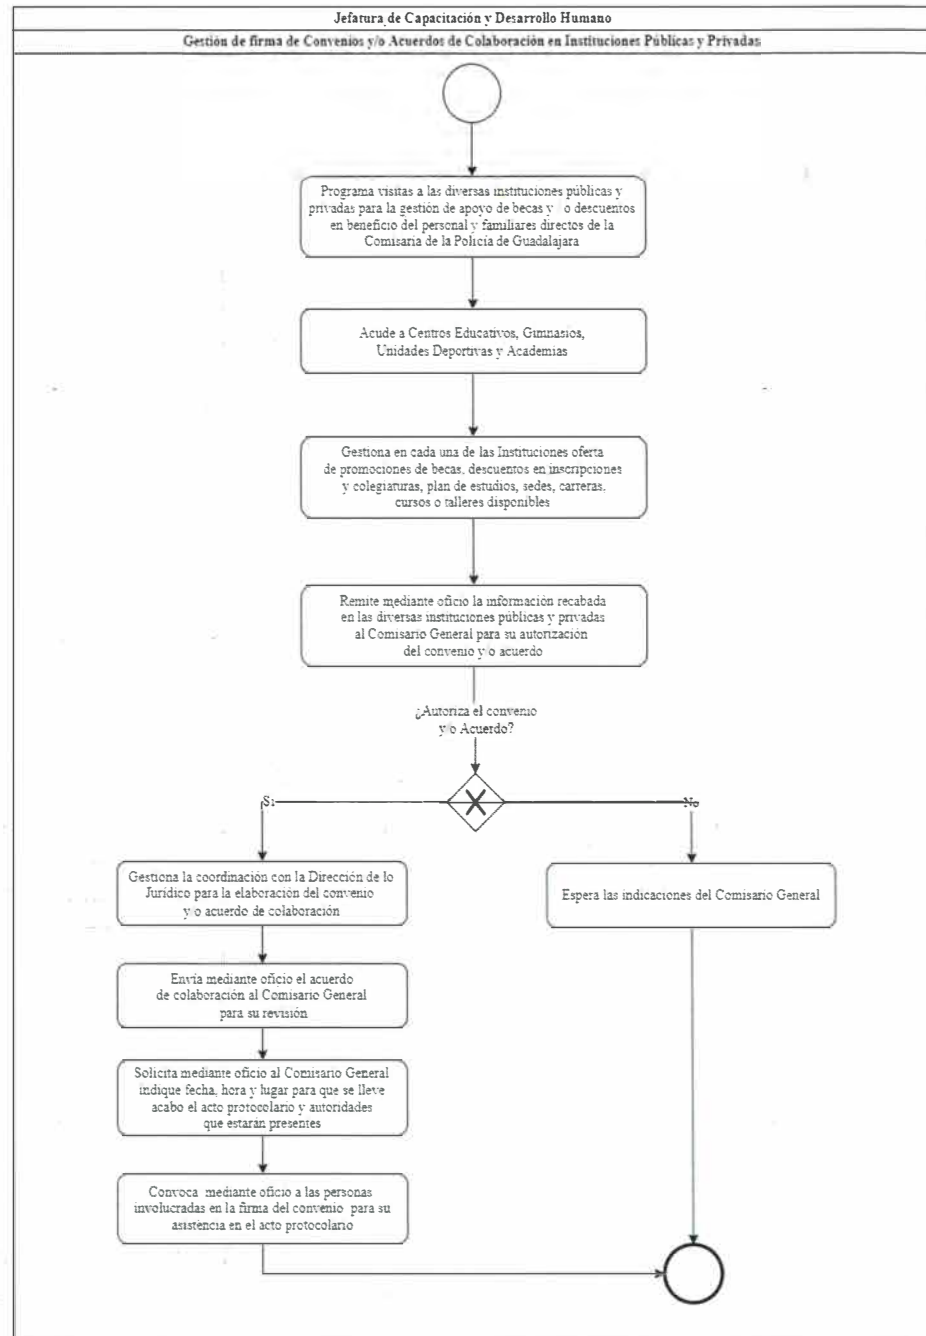 Jefatura de Capacitación y Desarrollo Humano
Gestión de firma de Convenios y/o Acuerdos de Colaboración en Instituciones Públicas y Privadas
Programa visitas a las diversas instituciones públicas y
privadas para la gestión de apoyo de becas y o descuentos
en beneficio del personal y familiares directos de la
Comisaria de la Policía de Guadalajara
Acude a Centros Educativos, Gimnasios,
Unidades Deportivas y Academias
Gestiona en cada una de las Instituciones oferta
de promociones de becas, descuentos en inscripciones
y colegiaturas, plan de estudios, sedes, carreras,
cursos o talleres disponibles
Remite mediante oficio la información recabada
en las diversas instituciones públicas y privadas
al Comisario General para su autorización
del convenio y/o acuerdo
¿Autoriza el convenio
y/o Acuerdo?
Si
No
Gestiona la coordinación con la Dirección de lo
Jurídico para la elaboración del convenio
y/o acuerdo de colaboración
Espera las indicaciones del Comisario General
Envía mediante oficio el acuerdo
de colaboración al Comisario General
para su revisión
Solicita mediante oficio al Comisario General
indique fecha, hora y lugar para que se lleve
acabo el acto protocolario y autoridades
que estarán presentes
Convoca mediante oficio a las personas
involucradas en la firma del convenio para su
asistencia en el acto protocolario